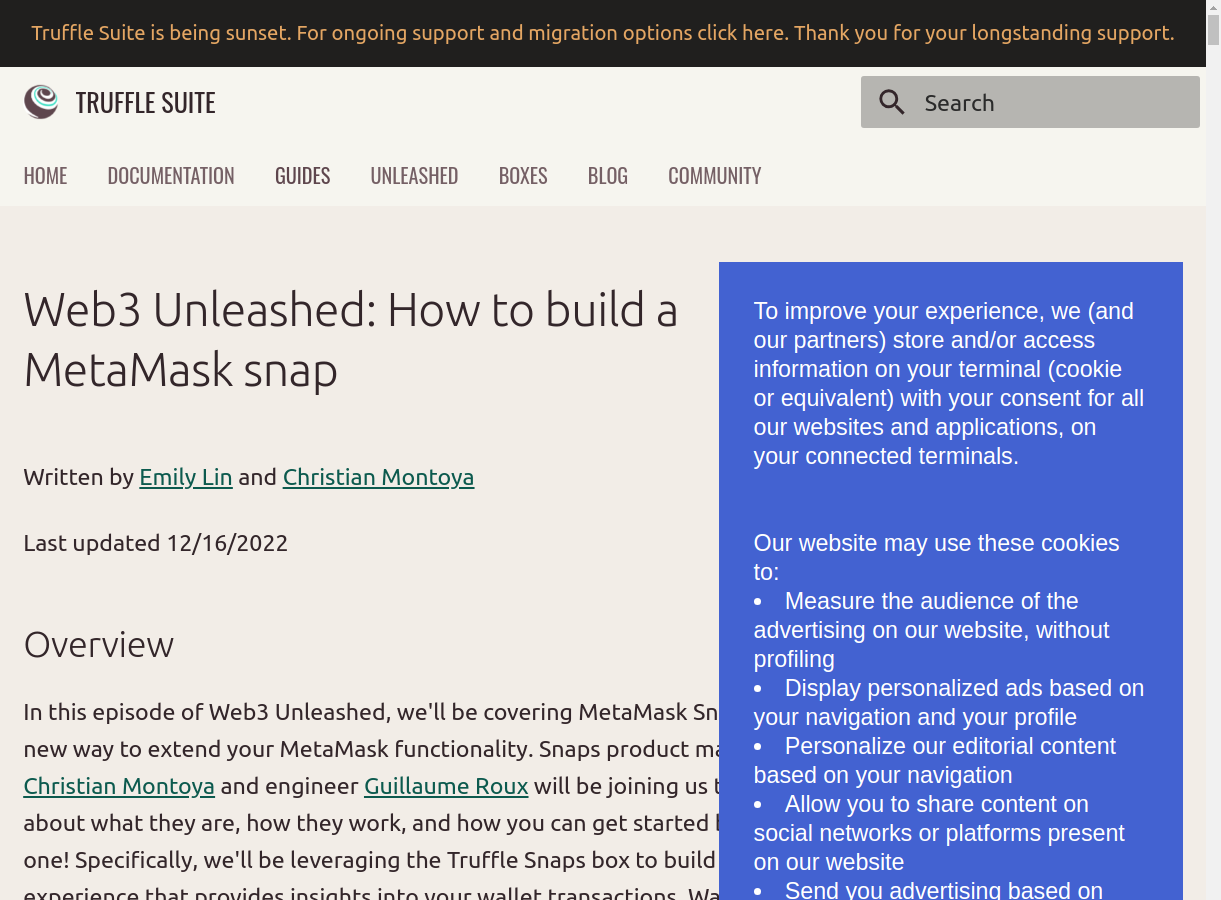 Truffle Suite is being sunset. For ongoing support and migration options click here. Thank you for your longstanding support.
TRUFFLE SUITE
Search
HOME DOCUMENTATION GUIDES UNLEASHED BOXES BLOG COMMUNITY
Web3 Unleashed: How to build a
MetaMask snap
Written by Emily Lin and Christian Montoya
Last updated 12/16/2022
Overview
In this episode of Web3 Unleashed, we'll be covering MetaMask
new way to extend your MetaMask functionality. Snaps product
Christian Montoya and engineer Guillaume Roux will be joining us
about what they are, how they work, and how you can get started
one! Specifically, we'll be leveraging the Truffle Snaps box to build
experience that provides insights into your wallet transactions.
To improve your experience, we (and
our partners) store and/or access
information on your terminal (cookie
or equivalent) with your consent for all
our websites and applications, on
your connected terminals.
Our website may use these cookies
to:
• Measure the audience of the
advertising on our website, without
profiling
• Display personalized ads based on
your navigation and your profile
• Personalize our editorial content
based on your navigation
• Allow you to share content on
social networks or platforms present
on our website
• Send you advertising based on